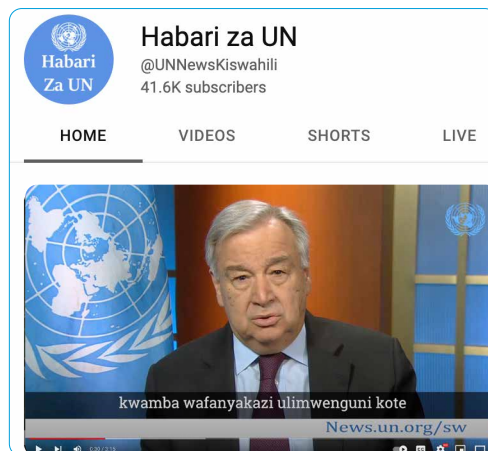 Habari
Za UN
Habari za UN
@UNNewsKiswahili
41.6K subscribers
HOME
VIDEOS
SHORTS
LIVE
kwamba wafanyakazi ulimwenguni kote
News.un.org/sw